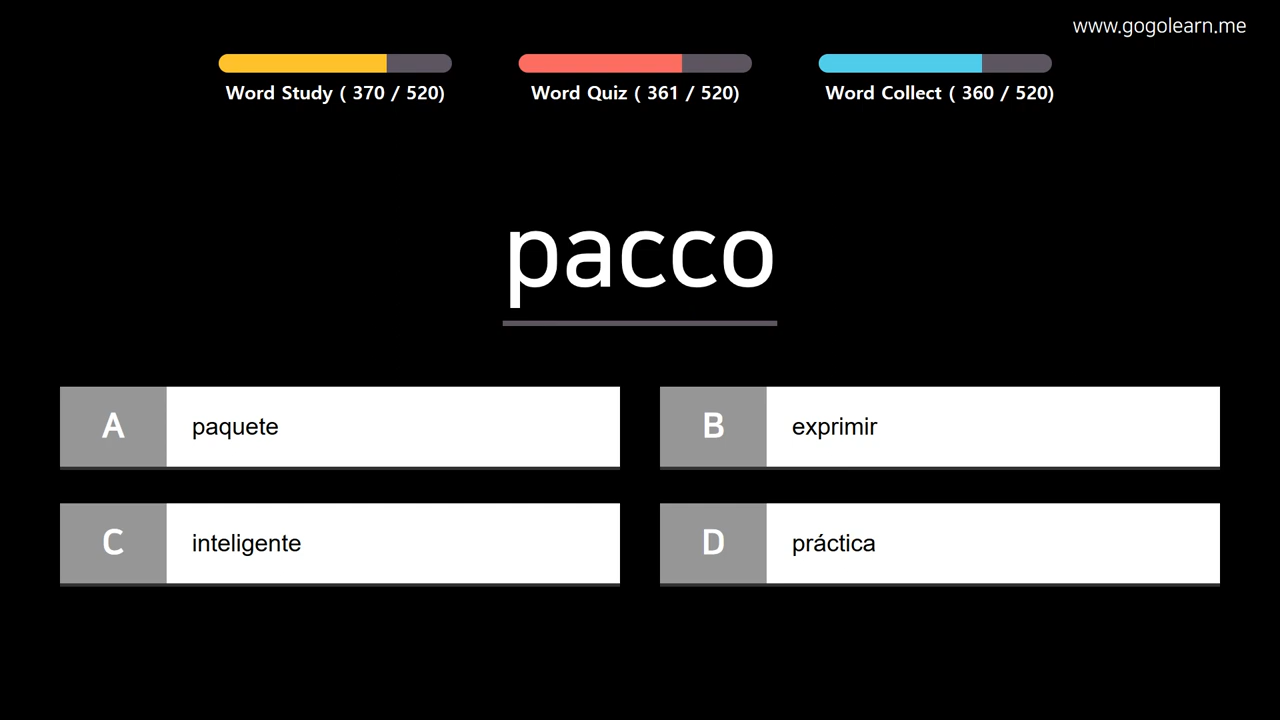 www.gogolearn.me
Word Study ( 370 / 520)
Word Quiz ( 361 / 520)
Word Collect ( 360 / 520)
pacco
A paquete
B exprimir
C inteligente
D práctica